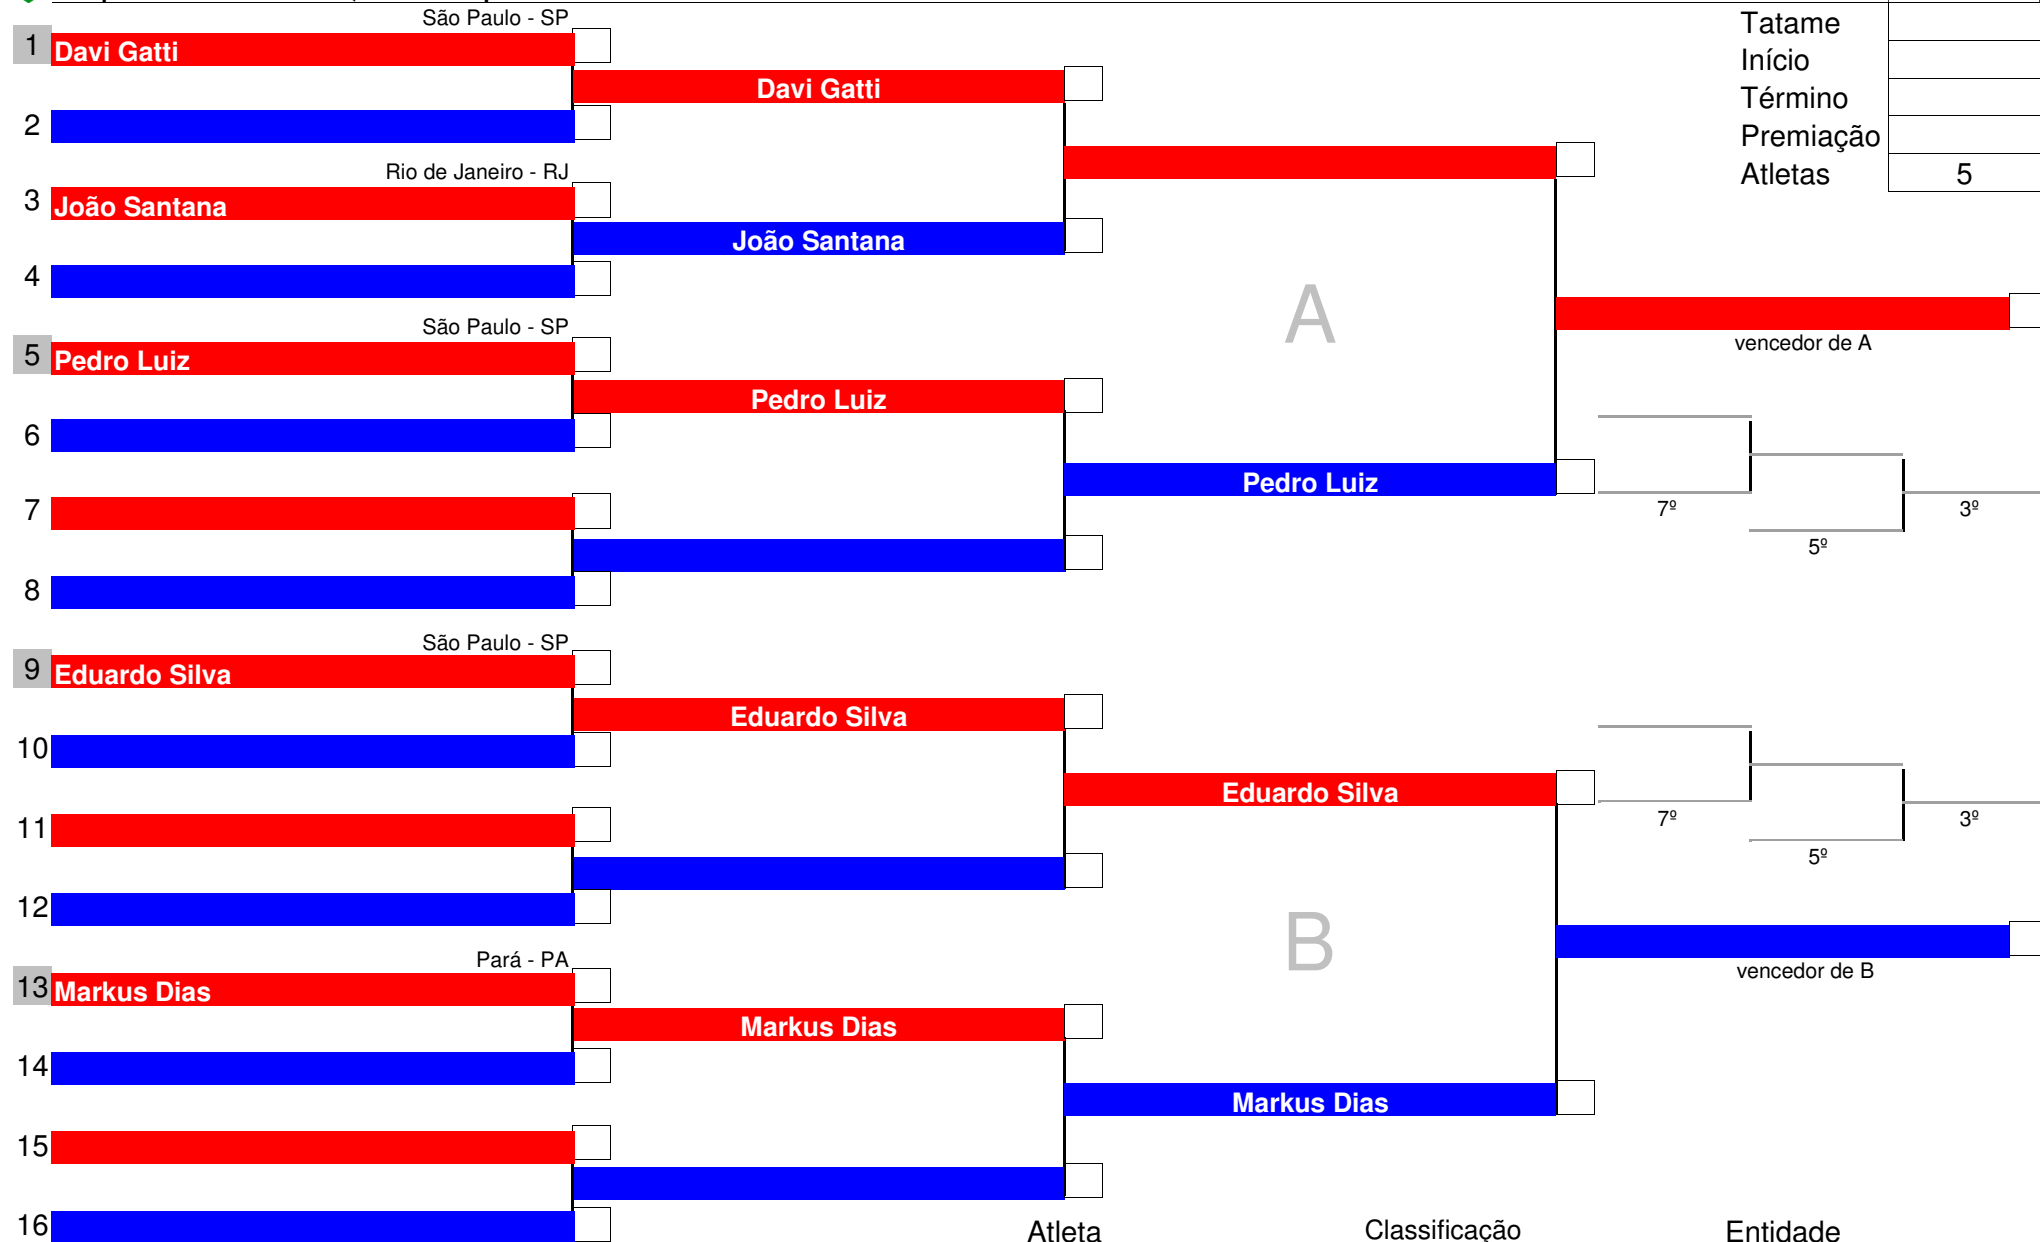 São Paulo - SP
1 Davi Gatti
Davi Gatti
2
Rio de Janeiro - RJ
3 João Santana
João Santana
4
São Paulo - SP
5 Pedro Luiz
Pedro Luiz
6
Pedro Luiz
7
8
São Paulo - SP
9 Eduardo Silva
Eduardo Silva
10
Eduardo Silva
11
12
Pará - PA
13 Markus Dias
Markus Dias
14
Markus Dias
15
16
A
B
Tatame
Início
Término
Premiação
Atletas 5
vencedor de A
7º
5º
3º
7º
5º
3º
vencedor de B
Atleta Classificação Entidade